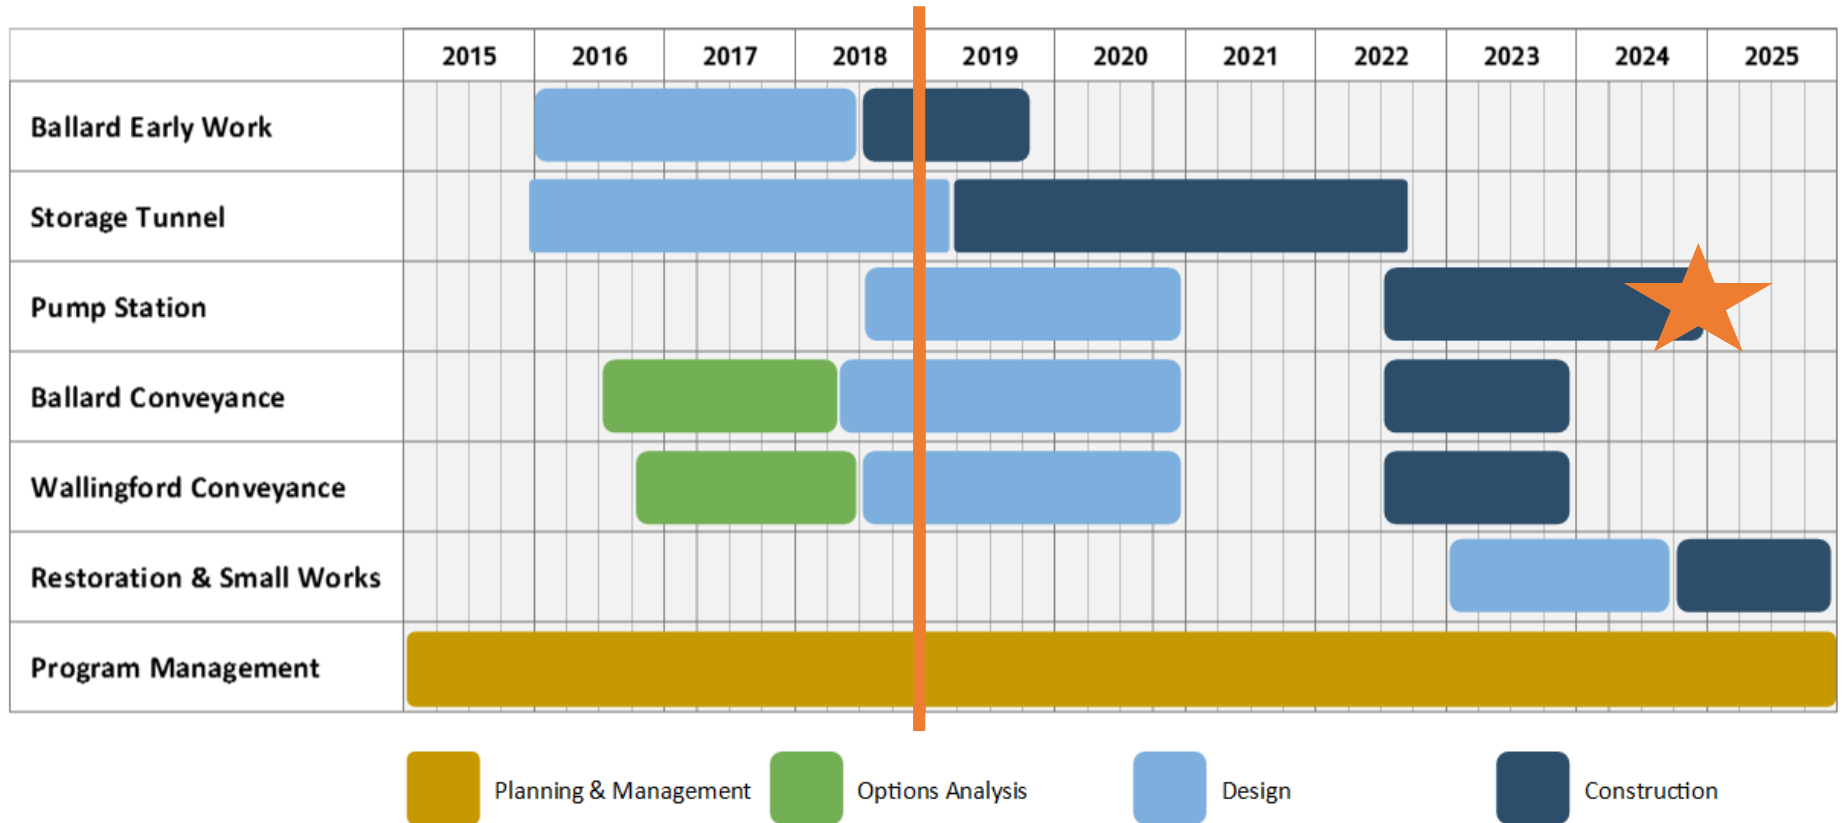 2015 2016 2017 2018 2019 2020 2021 2022 2023 2024 2025
Ballard Early Work
Storage Tunnel
Pump Station
Ballard Conveyance
Wallingford Conveyance
Restoration & Small Works
Program Management
Planning & Management Options Analysis Design Construction